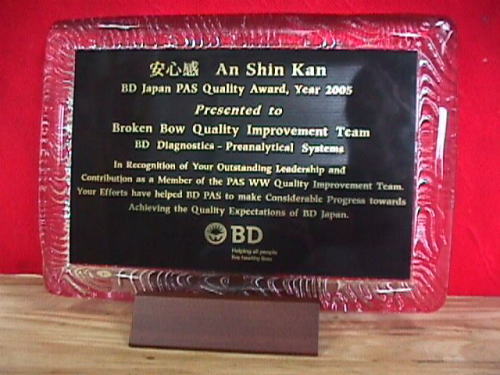 安心感 An Shin Kan
BD Japan PAS Quality Award, Year 2005
Presented to
Broken Bow Quality Improvement Team
BD Diagnostics - Preanalytical Systems
In Recognition of Your Outstanding Leadership and
Contribution as a Member of the PAS WW Quality Improvement Team.
Your Efforts have helped BD PAS to make Considerable Progress towards
Achieving the Quality Expectations of BD Japan.
BD
Helping all people
live healthy lives